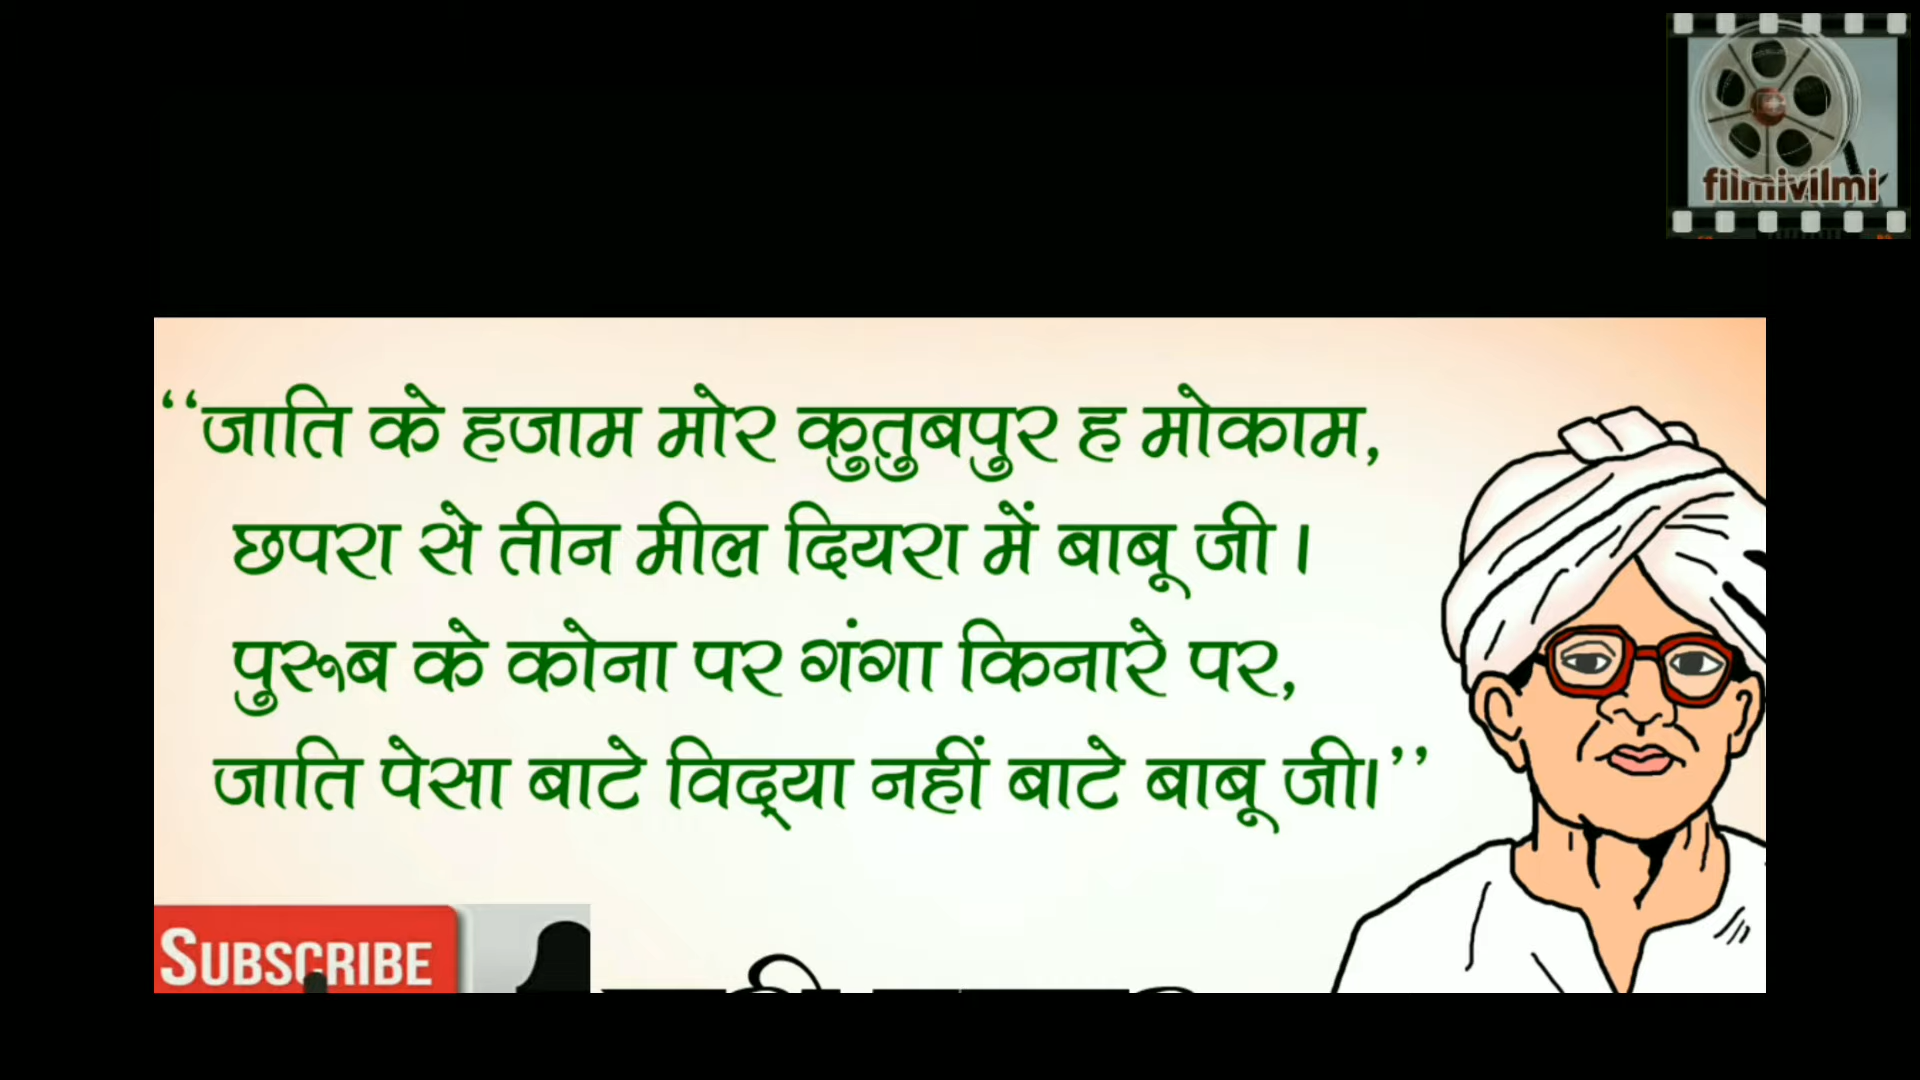 filmivilmi
‘‘जाति के हजाम मोर कुतुबपुर ह मोकाम,
छपरा से तीन मील दियरा में बाबू जी ।
पुरूब के कोना पर गंगा किनारे पर,
जाति पेसा बाटे विद्‌या नहीं बाटे बाबू जी।’’
SUBSCRIBE